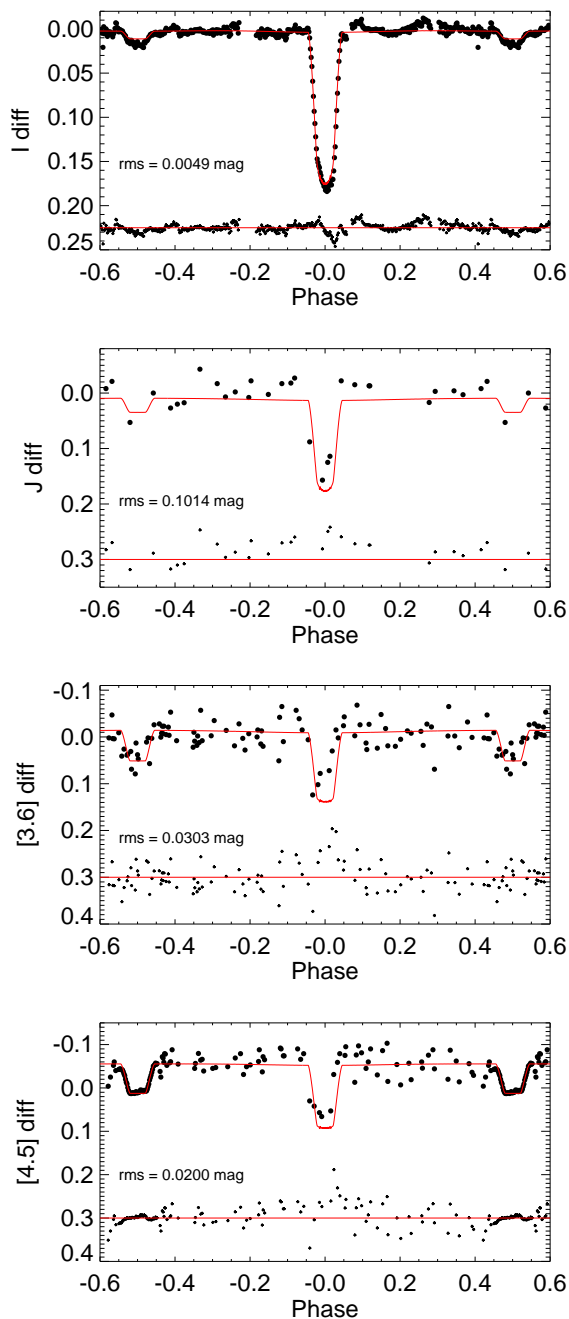 0.00
0.05
0.10
0.15
0.20
0.25
I diff
rms = 0.0049 mag
-0.6 -0.4 -0.2 -0.0 0.2 0.4 0.6
Phase
0.0
0.1
0.2
0.3
J diff
rms = 0.1014 mag
-0.6 -0.4 -0.2 -0.0 0.2 0.4 0.6
Phase
-0.1
0.0
0.1
0.2
0.3
0.4
[3.6] diff
rms = 0.0303 mag
-0.6 -0.4 -0.2 -0.0 0.2 0.4 0.6
Phase
-0.1
0.0
0.1
0.2
0.3
0.4
[4.5] diff
rms = 0.0200 mag
-0.6 -0.4 -0.2 -0.0 0.2 0.4 0.6
Phase